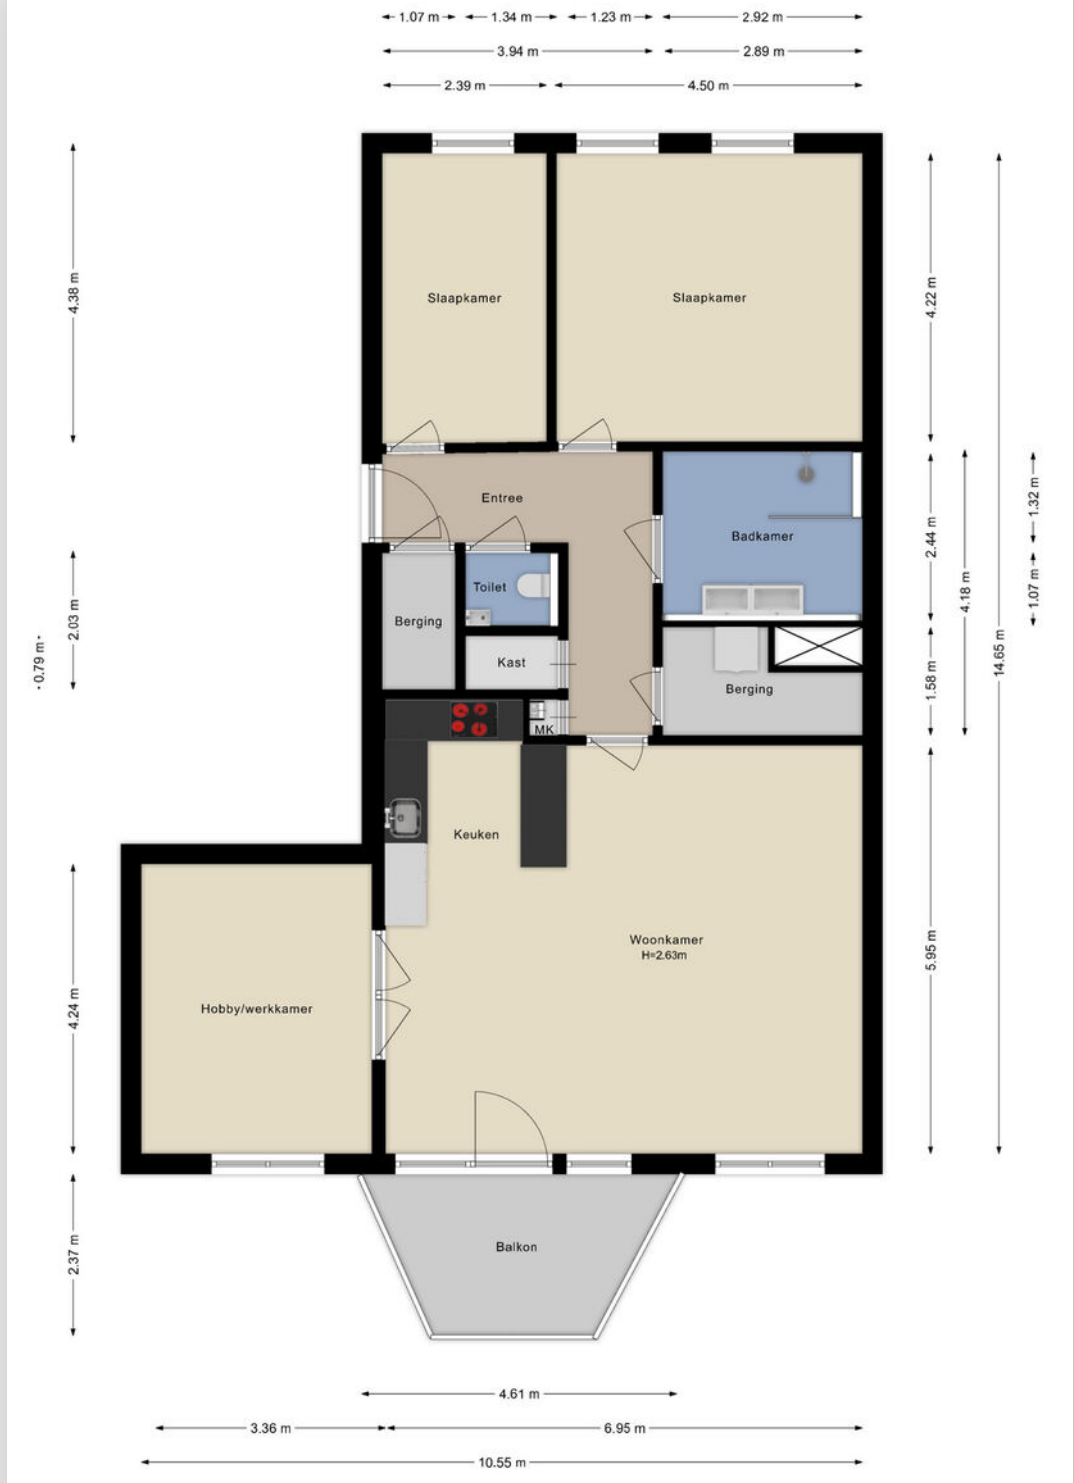 1.07 m
1.34 m
1.23 m
2.92 m
3.94 m
2.89 m
2.39 m
4.50 m
4.38 m
Slaapkamer
Slaapkamer
4.22 m
14.65 m
Entree
Badkamer
2.44 m
1.32 m
4.18 m
1.07 m
Toilet
Berging
2.03 m
0.79 m
Kast
Berging
1.58 m
MK
Keuken
Woonkamer
H=2.63m
5.95 m
Hobby/werkkamer
4.24 m
Balkon
2.37 m
4.61 m
3.36 m
6.95 m
10.55 m